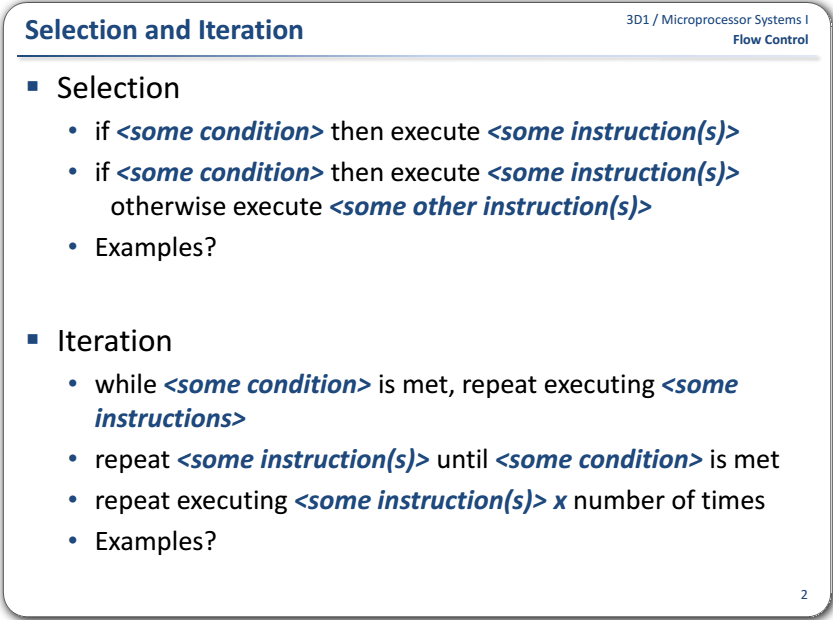 Selection and Iteration
3D1 / Microprocessor Systems I
Flow Control
▪ Selection
• if <some condition> then execute <some instruction(s)>
• if <some condition> then execute <some instruction(s)>
otherwise execute <some other instruction(s)>
• Examples?
▪ Iteration
• while <some condition> is met, repeat executing <some
instructions>
• repeat <some instruction(s)> until <some condition> is met
• repeat executing <some instruction(s)> x number of times
• Examples?
2